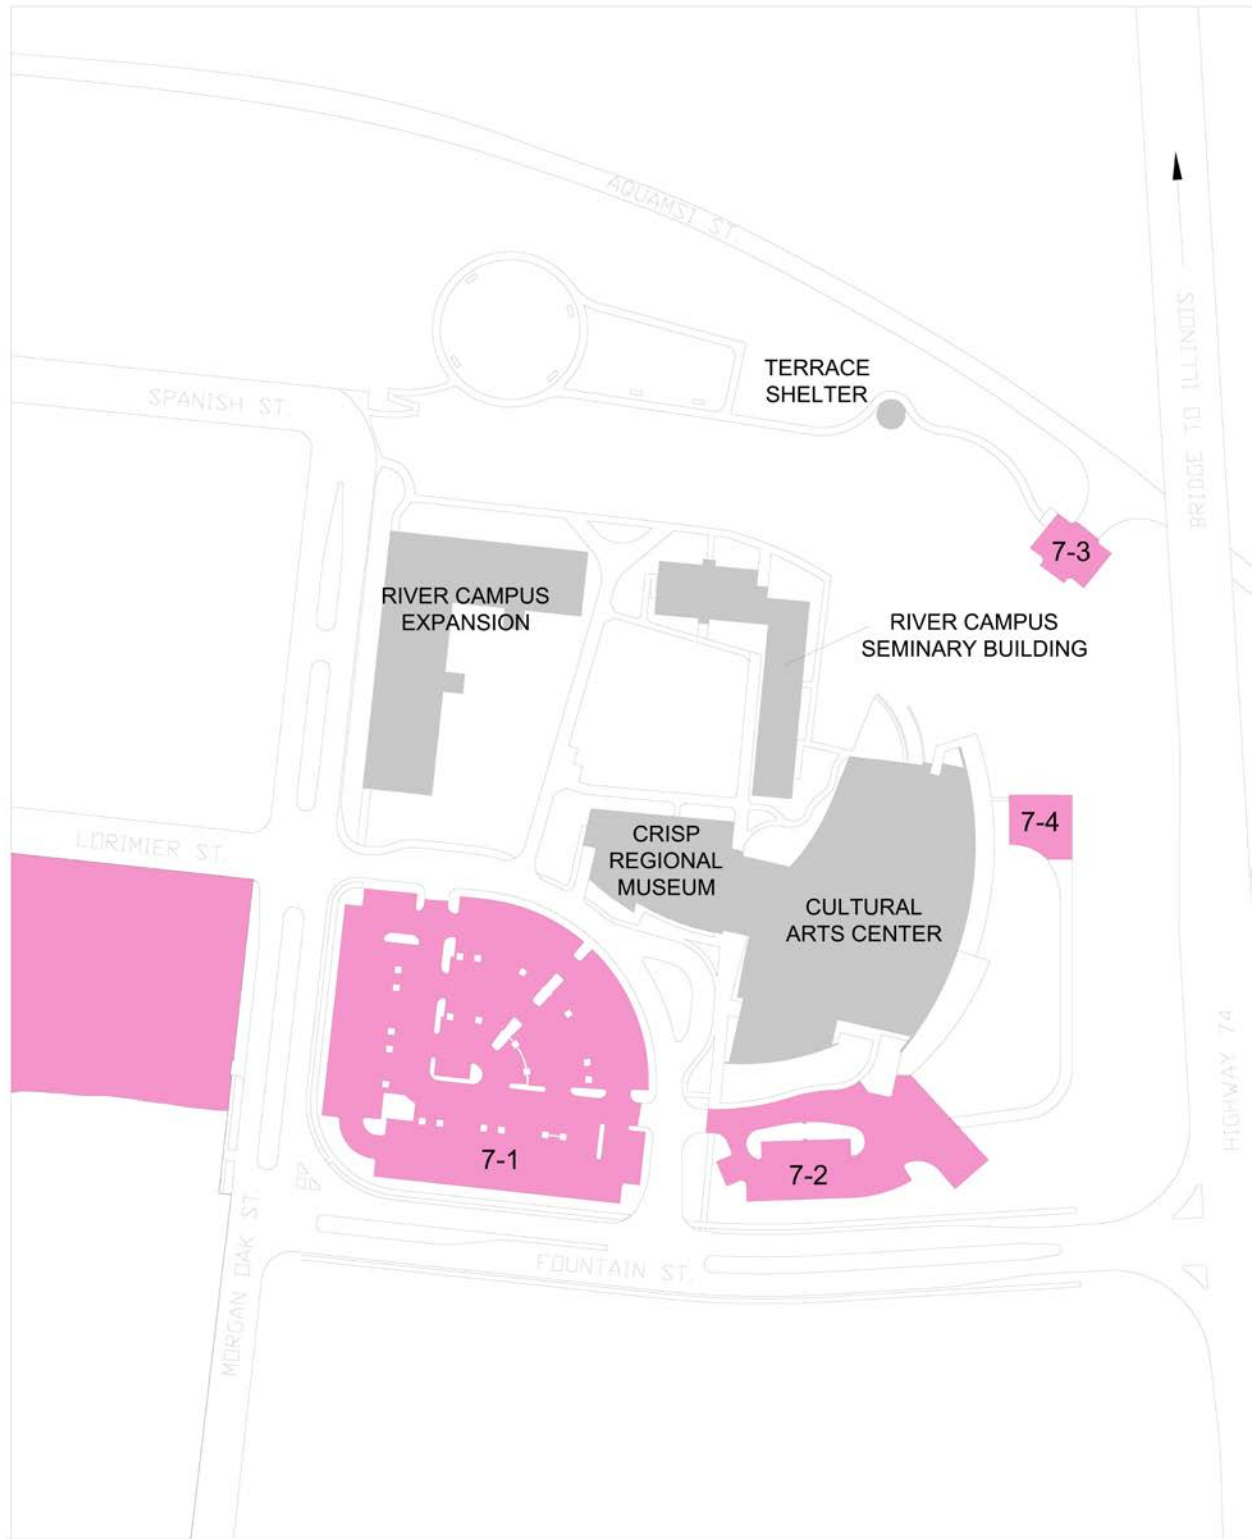 AQUAMSI ST.
BRIDGE TO ILLINOIS
TERRACE
SHELTER
SPANISH ST.
7-3
RIVER CAMPUS
EXPANSION
RIVER CAMPUS
SEMINARY BUILDING
7-4
LORIMIER ST.
CRISP
REGIONAL
MUSEUM
CULTURAL
ARTS CENTER
HIGHWAY 74
7-1
7-2
MORGAN OAK ST.
FOUNTAIN ST.